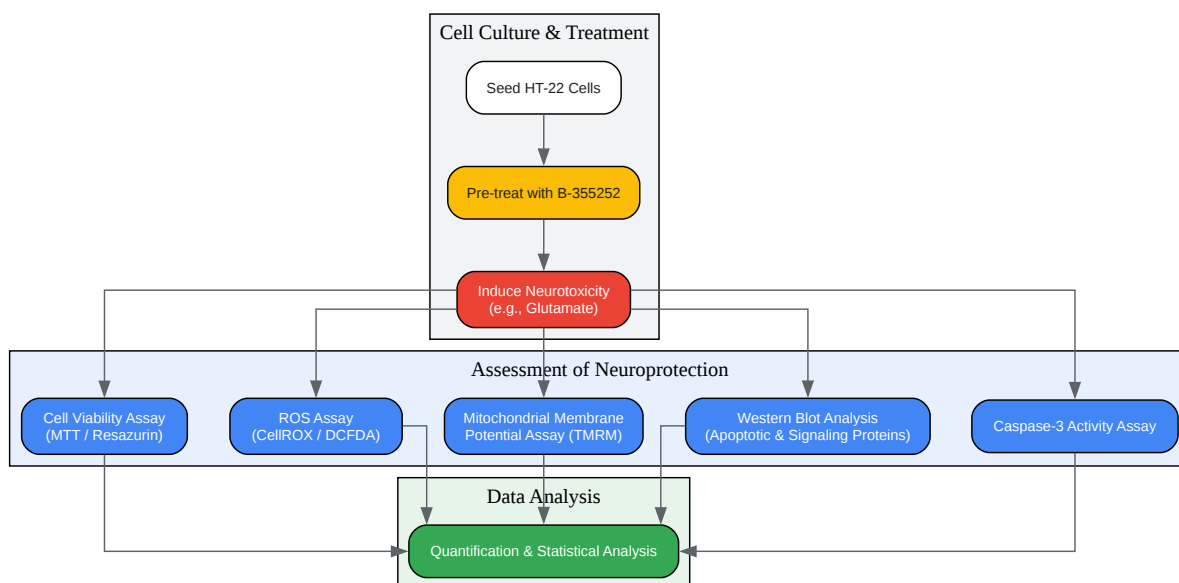 Cell Culture & Treatment
Seed HT-22 Cells
Pre-treat with B-355252
Induce Neurotoxicity
(e.g., Glutamate)
Assessment of Neuroprotection
Cell Viability Assay
(MTT / Resazurin)
ROS Assay
(CellROX / DCFDA)
Mitochondrial Membrane
Potential Assay (TMRM)
Western Blot Analysis
(Apoptotic & Signaling Proteins)
Caspase-3 Activity Assay
Data Analysis
Quantification & Statistical Analysis